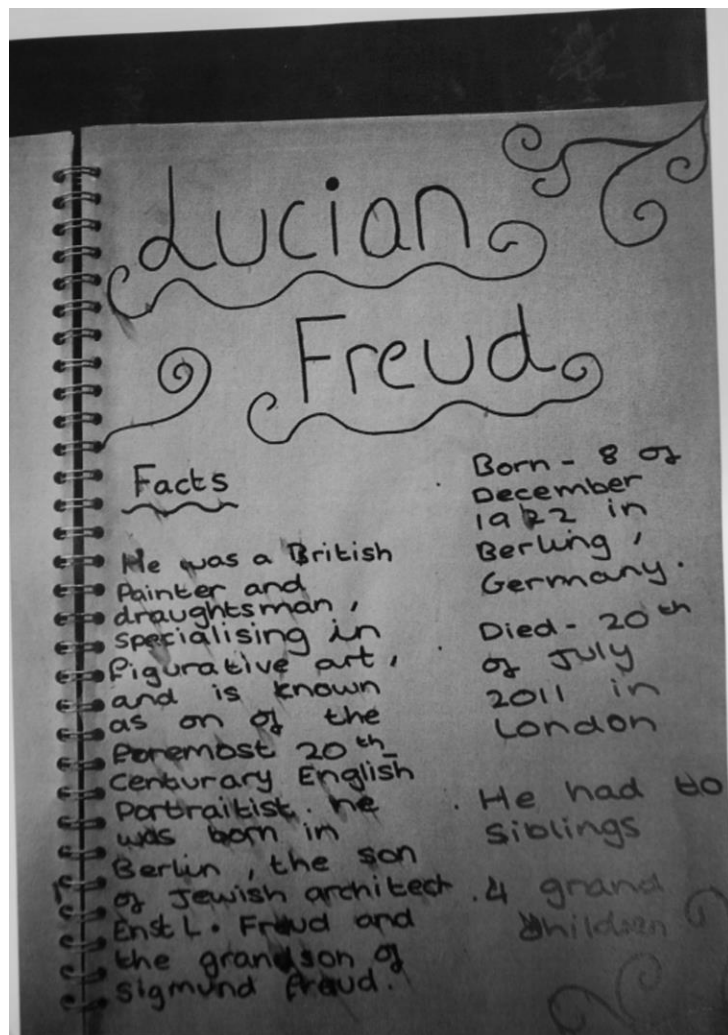 Lucian
Freud
Facts
He was a British
Painter and
draughtsman,
specialising in
figurative art,
and is known
as on of the
foremost 20th
Centurary English
Portraitist. he
was born in
Berlin, the son
of Jewish architect
Enst L. Freud and
the grandson of
Sigmund freud.
. Born - 8 of
December
1922 in
Berling,
Germany.
. Died - 20th
of July
2011 in
London
. He had to
siblings
. 4 grand
children